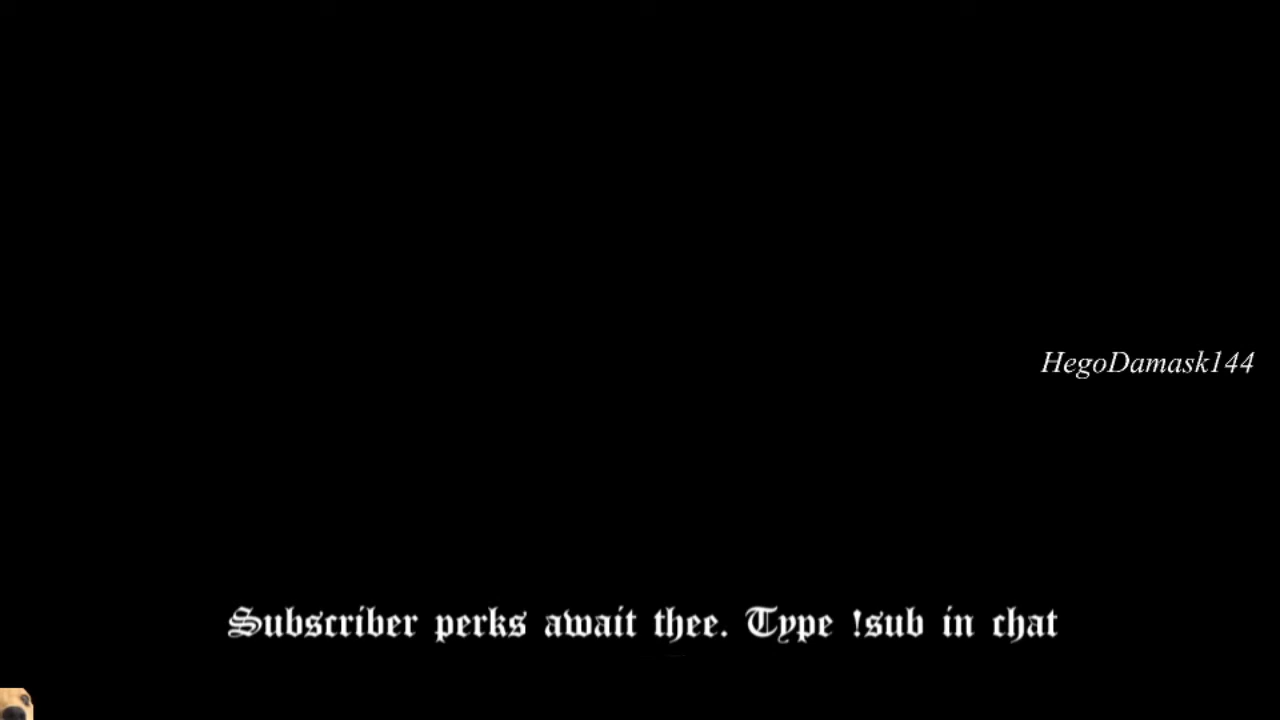 HegoDamask144
Subscriber perks await thee. Type !sub in chat